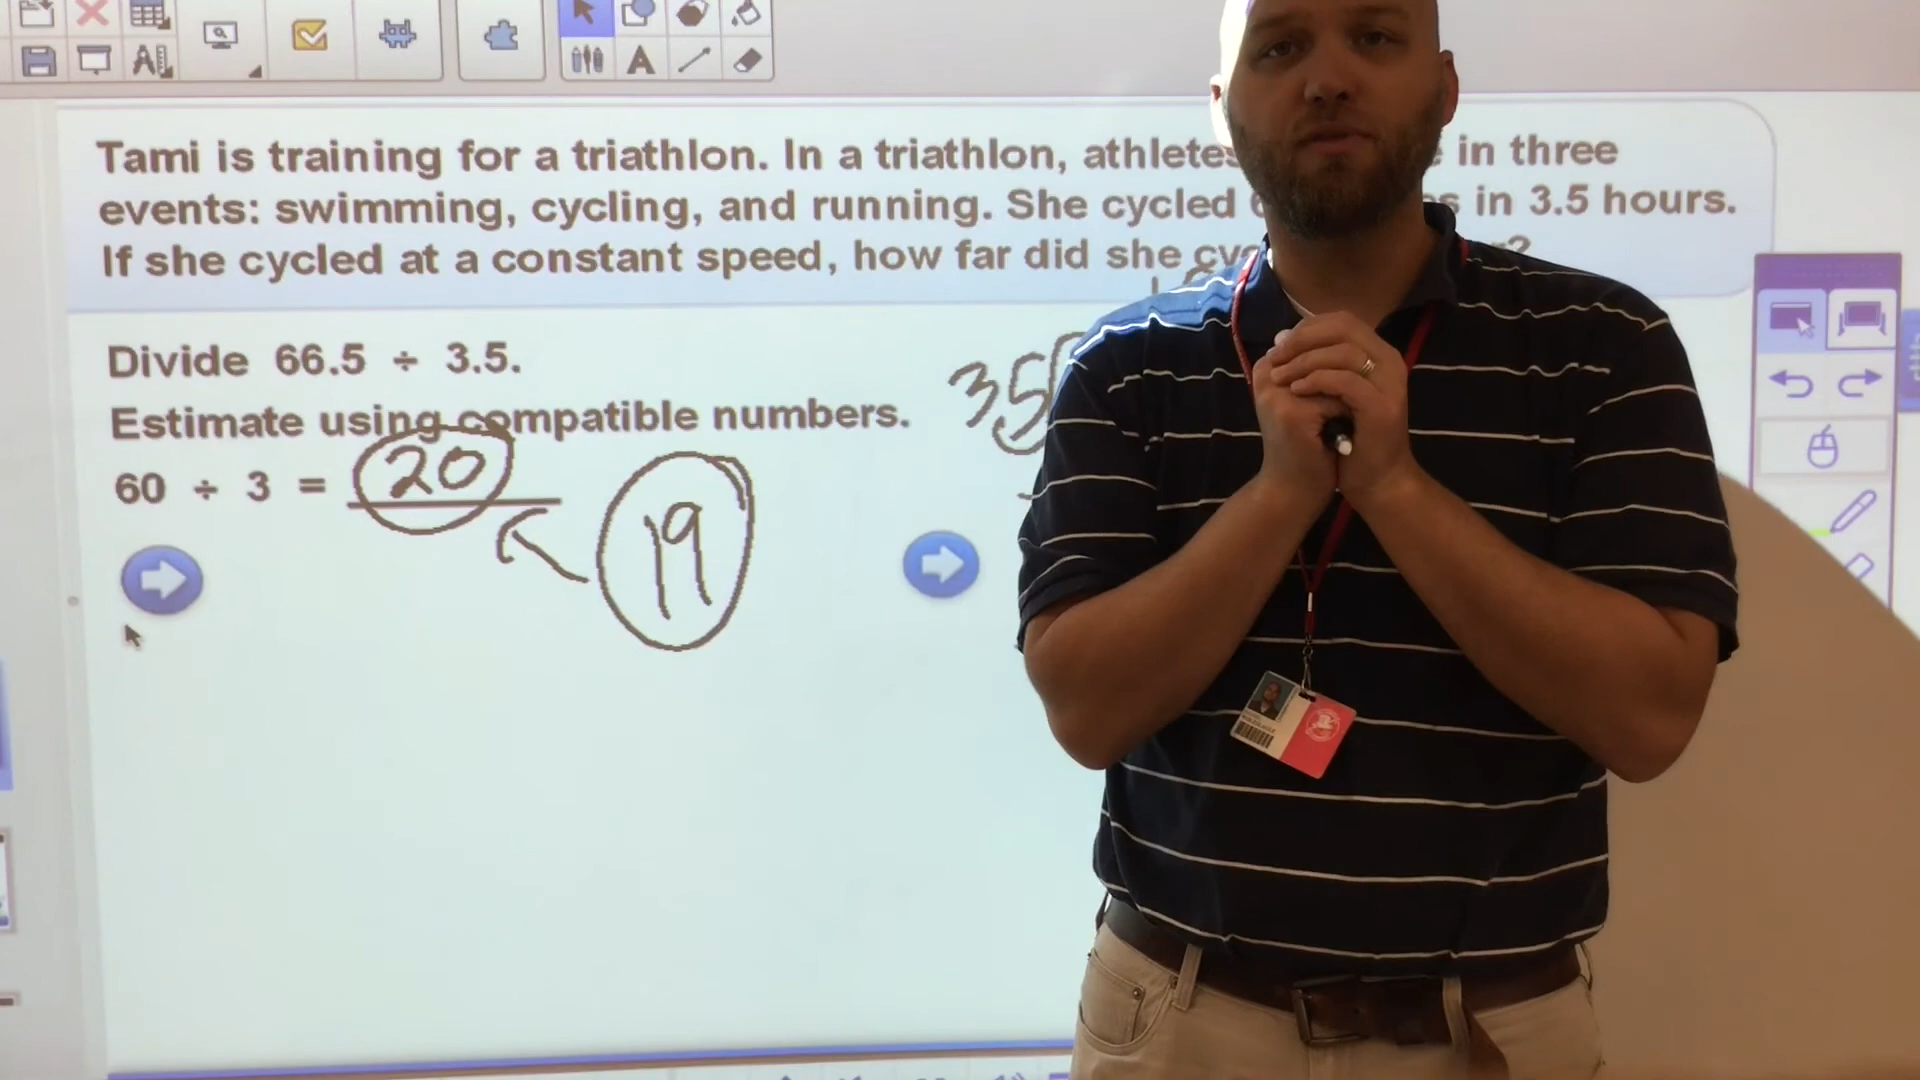 Tami is training for a triathlon. In a triathlon, athletes in three
events: swimming, cycling, and running. She cycled in 3.5 hours.
If she cycled at a constant speed, how far did she
Divide 66.5 ÷ 3.5.
Estimate using compatible numbers.
35
60 ÷ 3 = 20
19